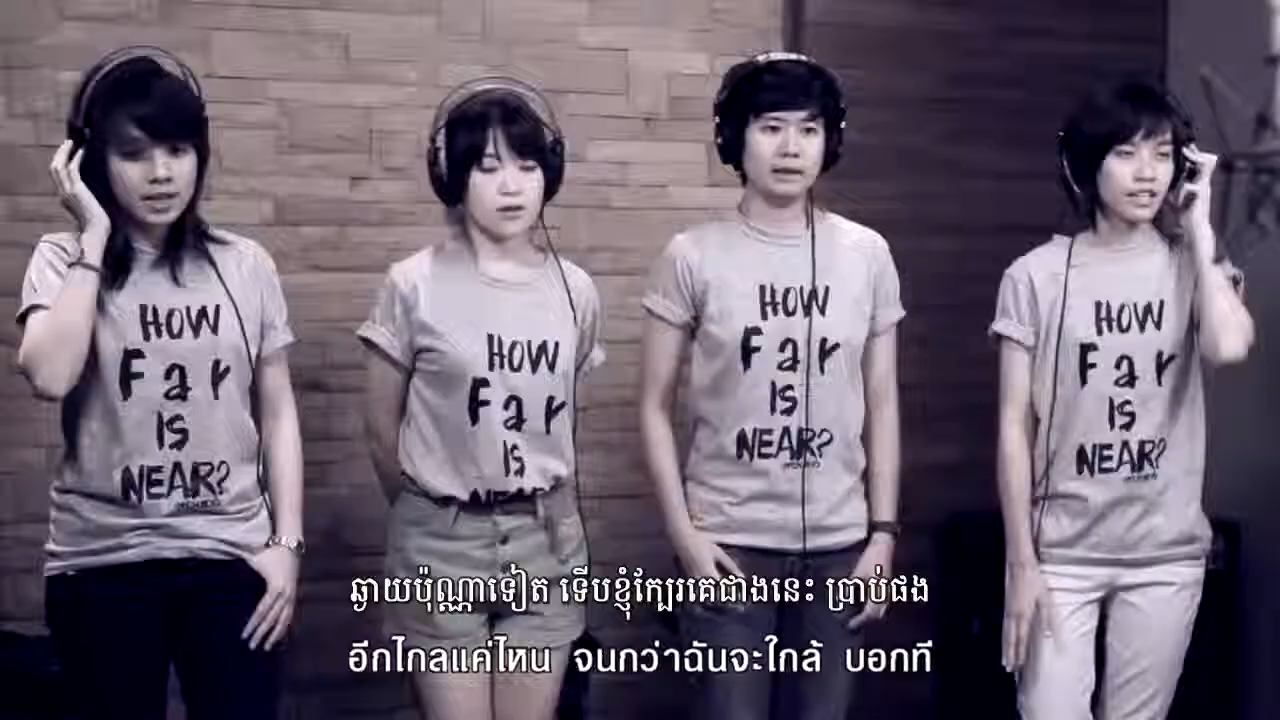 HOW
Far
IS
NEAR?
HOW
Far
IS
NEAR?
HOW
Far
IS
NEAR?
HOW
Far
IS
NEAR?
ឆ្ងាយប៉ុណ្ណាទៀត ទើបខ្ញុំក្បែរគេជាងនេះ ប្រាប់ផង
อีกไกลแค่ไหน จนกว่าฉันจะใกล้ บอกที